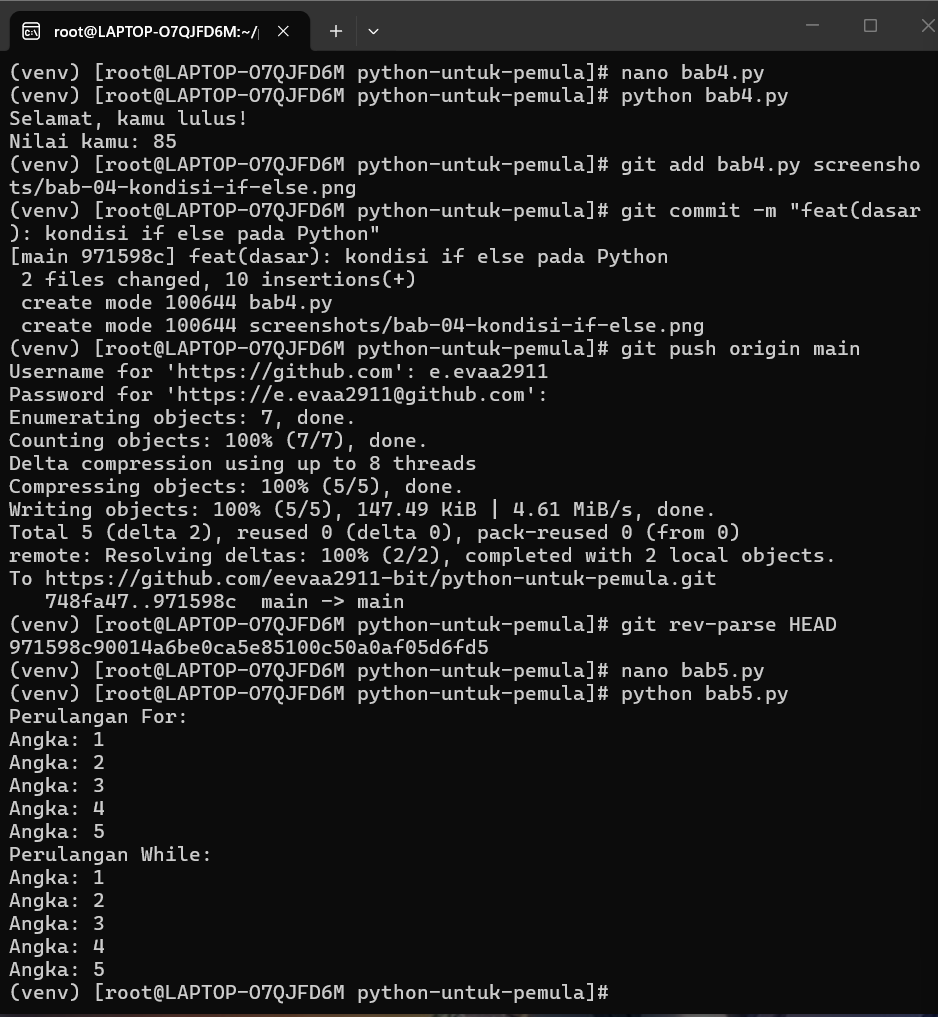 root@LAPTOP-O7QJFD6M:~/
(venv) [root@LAPTOP-O7QJFD6M python-untuk-pemula]# nano bab4.py
(venv) [root@LAPTOP-O7QJFD6M python-untuk-pemula]# python bab4.py
Selamat, kamu lulus!
Nilai kamu: 85
(venv) [root@LAPTOP-O7QJFD6M python-untuk-pemula]# git add bab4.py screensho
ts/bab-04-kondisi-if-else.png
(venv) [root@LAPTOP-O7QJFD6M python-untuk-pemula]# git commit -m "feat(dasar
): kondisi if else pada Python"
[main 971598c] feat(dasar): kondisi if else pada Python
 2 files changed, 10 insertions(+)
 create mode 100644 bab4.py
 create mode 100644 screenshots/bab-04-kondisi-if-else.png
(venv) [root@LAPTOP-O7QJFD6M python-untuk-pemula]# git push origin main
Username for 'https://github.com': e.evaa2911
Password for 'https://e.evaa2911@github.com':
Enumerating objects: 7, done.
Counting objects: 100% (7/7), done.
Delta compression using up to 8 threads
Compressing objects: 100% (5/5), done.
Writing objects: 100% (5/5), 147.49 KiB | 4.61 MiB/s, done.
Total 5 (delta 2), reused 0 (delta 0), pack-reused 0 (from 0)
remote: Resolving deltas: 100% (2/2), completed with 2 local objects.
To https://github.com/eevaa2911-bit/python-untuk-pemula.git
   748fa47..971598c  main -> main
(venv) [root@LAPTOP-O7QJFD6M python-untuk-pemula]# git rev-parse HEAD
971598c90014a6be0ca5e85100c50a0af05d6fd5
(venv) [root@LAPTOP-O7QJFD6M python-untuk-pemula]# nano bab5.py
(venv) [root@LAPTOP-O7QJFD6M python-untuk-pemula]# python bab5.py
Perulangan For:
Angka: 1
Angka: 2
Angka: 3
Angka: 4
Angka: 5
Perulangan While:
Angka: 1
Angka: 2
Angka: 3
Angka: 4
Angka: 5
(venv) [root@LAPTOP-O7QJFD6M python-untuk-pemula]#